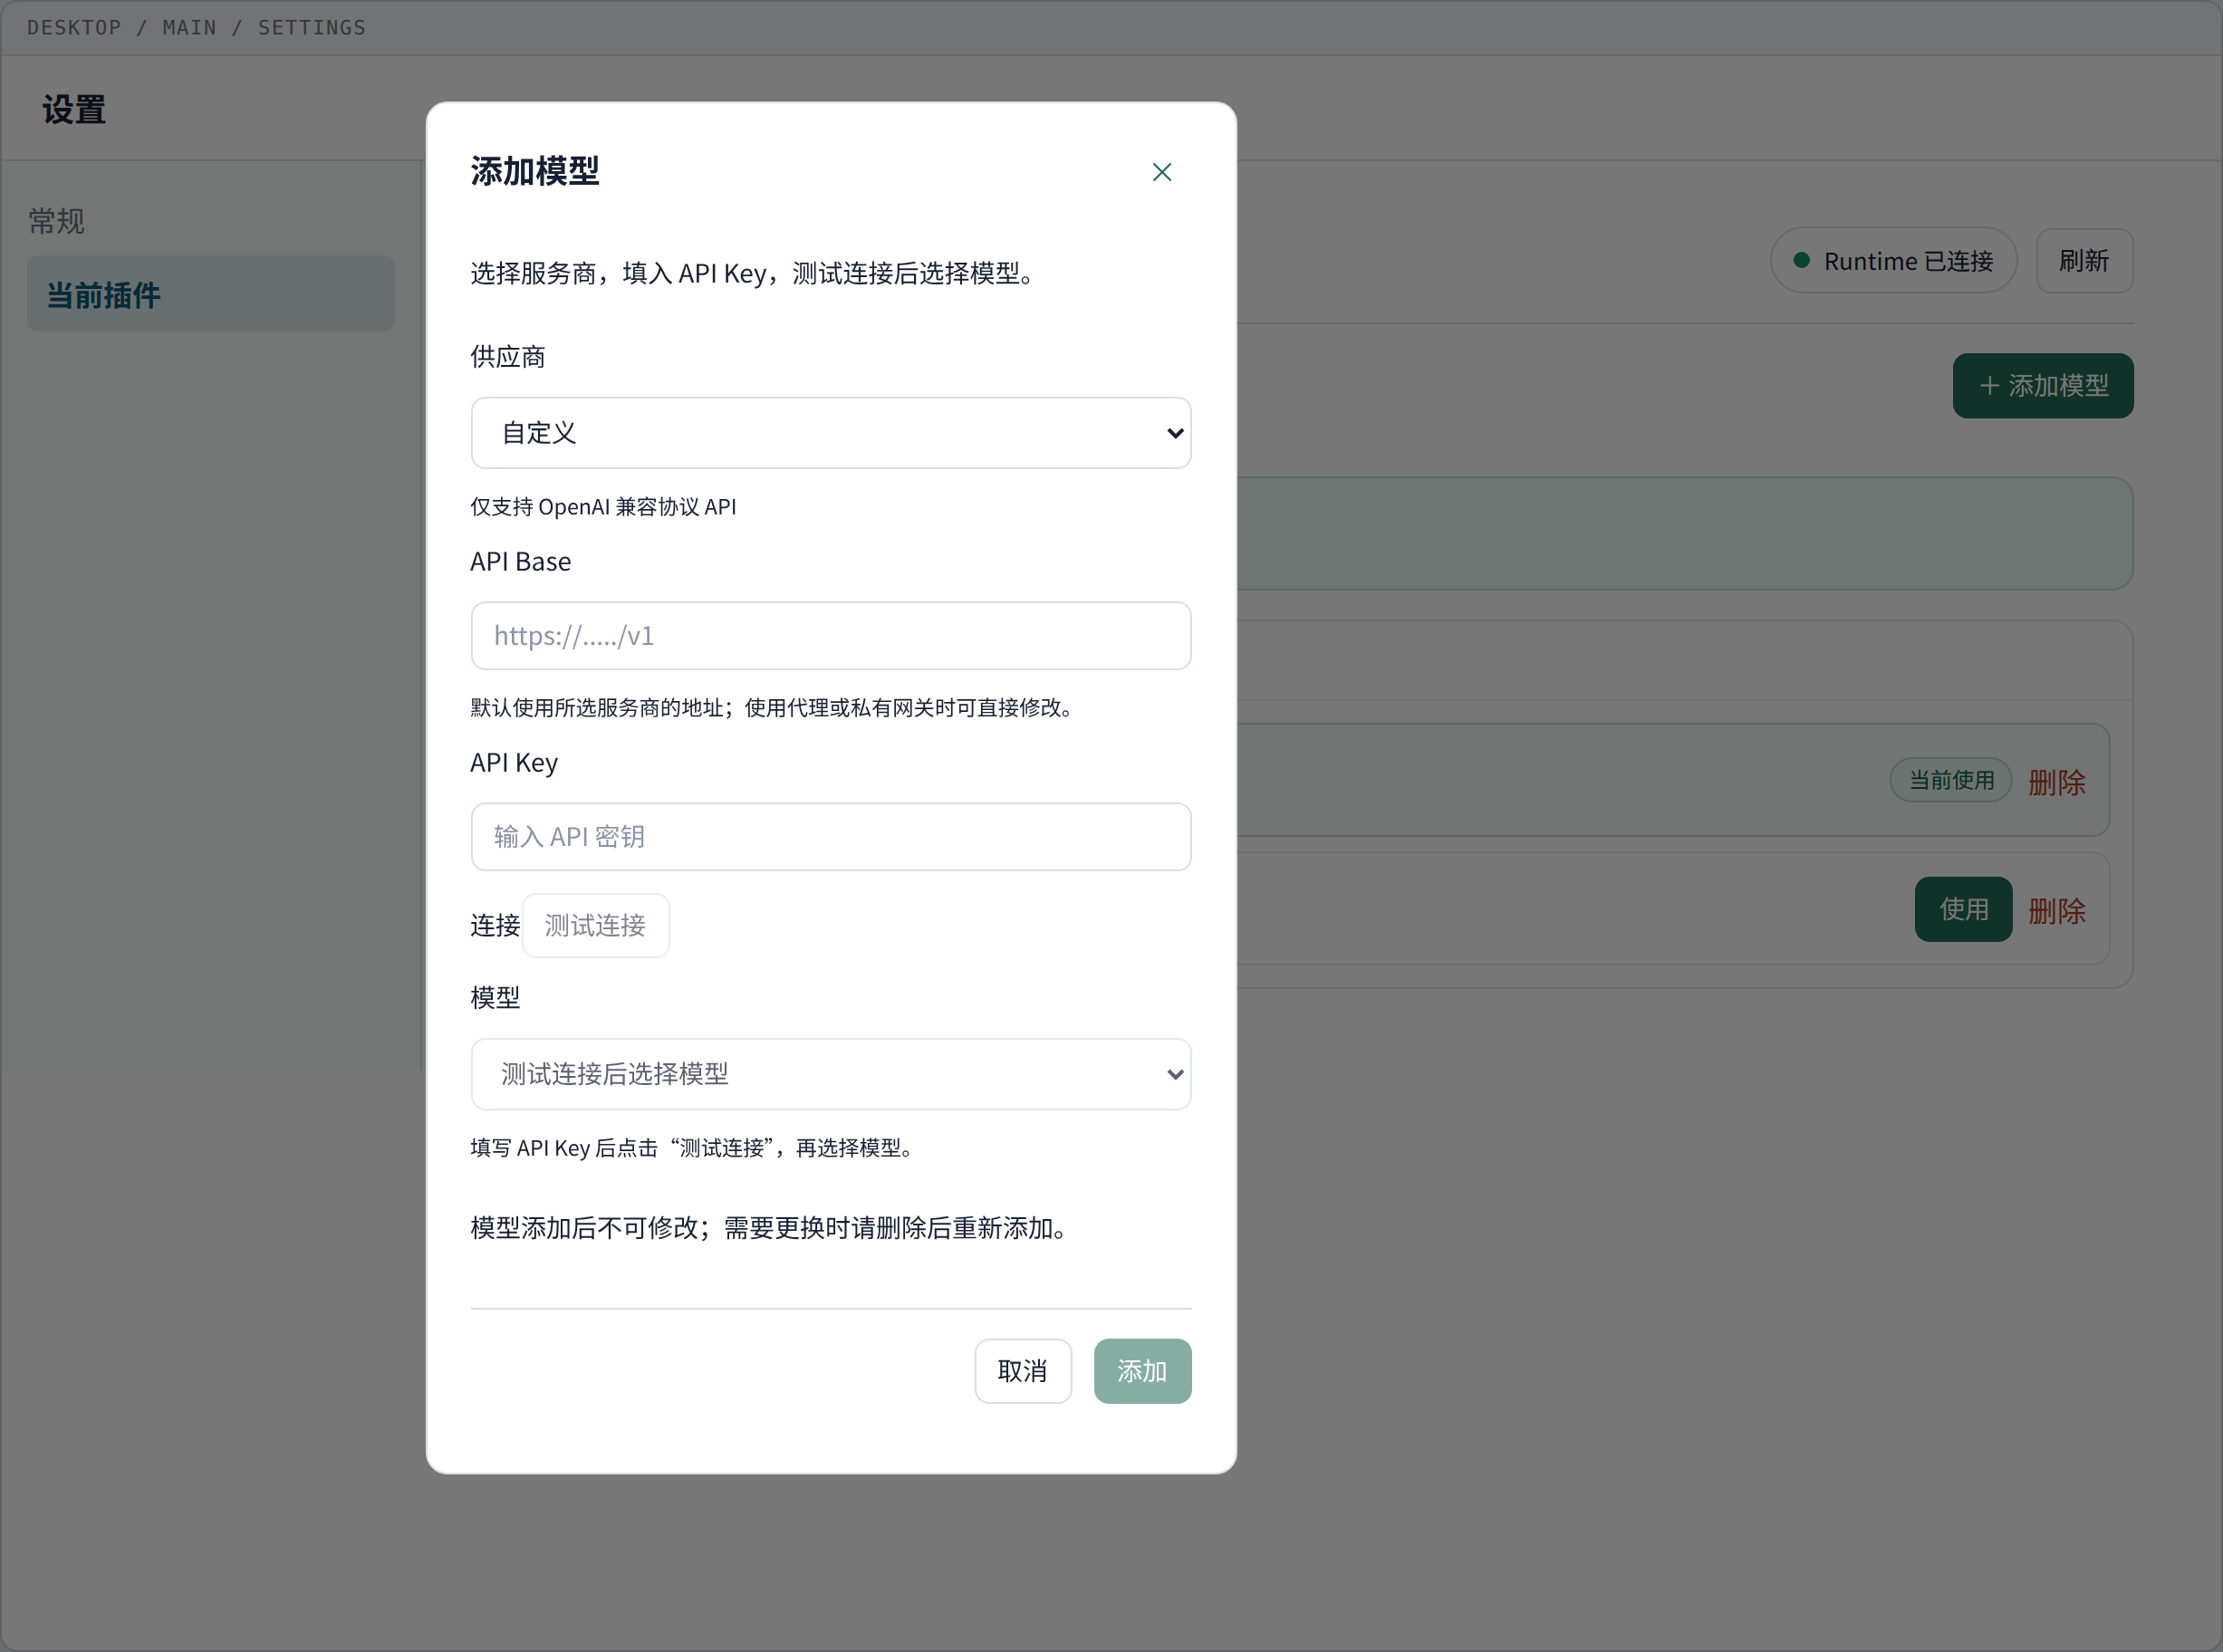 DESKTOP / MAIN / SETTINGS
设置
常规
当前插件
Runtime 已连接
刷新
＋ 添加模型
当前使用
删除
使用
删除
添加模型
选择服务商，填入 API Key，测试连接后选择模型。
供应商
自定义
仅支持 OpenAI 兼容协议 API
API Base
https://...../v1
默认使用所选服务商的地址；使用代理或私有网关时可直接修改。
API Key
输入 API 密钥
连接 测试连接
模型
测试连接后选择模型
填写 API Key 后点击“测试连接”，再选择模型。
模型添加后不可修改；需要更换时请删除后重新添加。
取消
添加